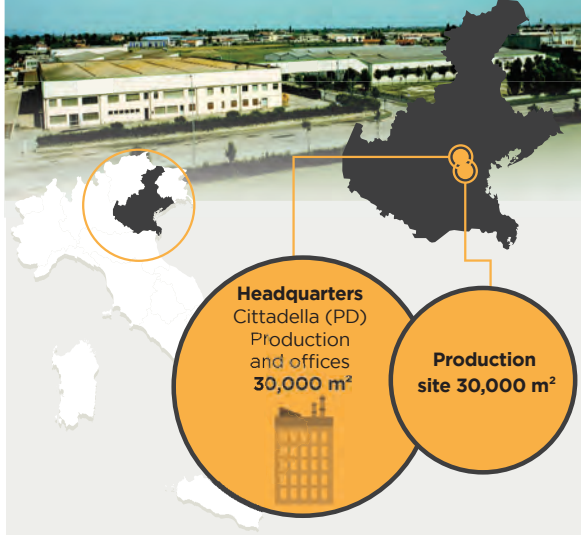 Headquarters
Cittadella (PD)
Production
and offices
30,000 m²
Production
site 30,000 m²